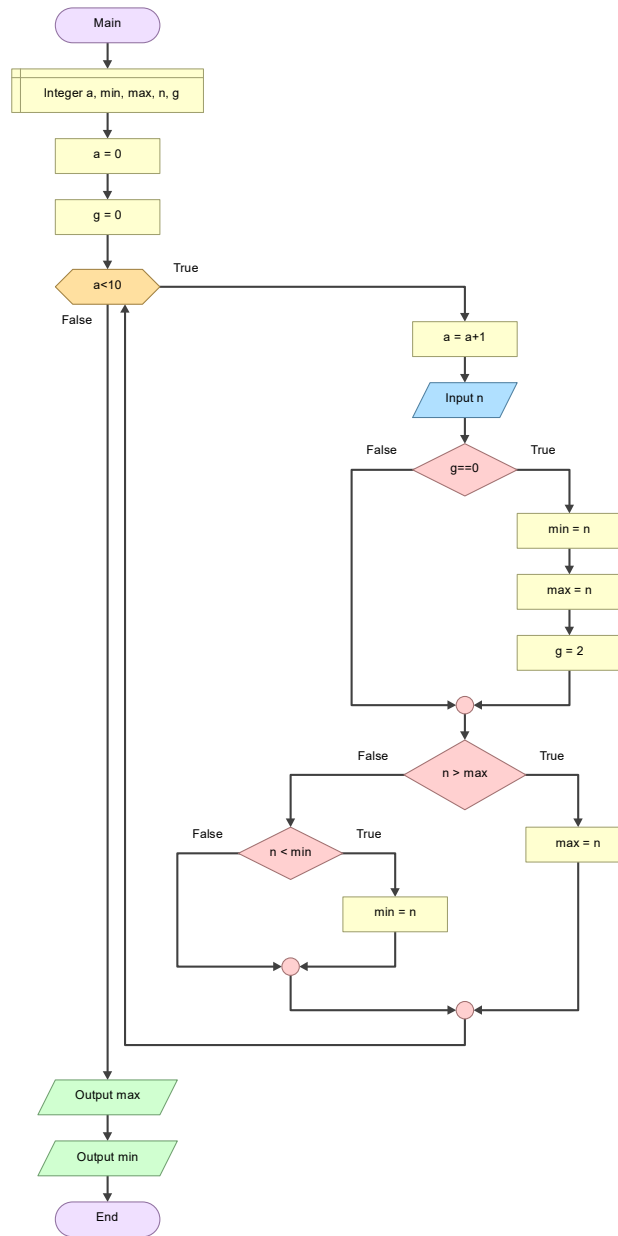 Main
Integer a, min, max, n, g
a = 0
g = 0
a<10
True
False
a = a+1
Input n
False
g==0
True
min = n
max = n
g = 2
False
n > max
True
False
n < min
True
max = n
min = n
Output max
Output min
End